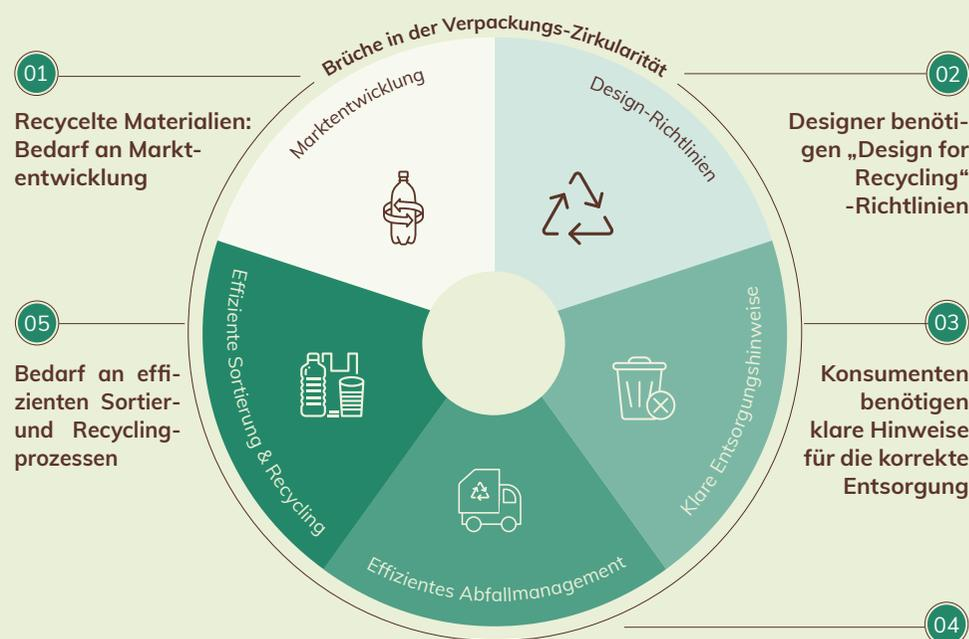 Brüche in der Verpackungs-Zirkularität
01
Recycelte Materialien:
Bedarf an Markt-
entwicklung
Marktentwicklung
02
Designer benöti-
gen „Design for
Recycling“
-Richtlinien
Design-Richtlinien
03
Konsumenten
benötigen
klare Hinweise
für die korrekte
Entsorgung
Klare Entsorgungshinweise
04
Effizientes Abfallmanagement
05
Bedarf an effi-
zienten Sortier-
und Recycling-
prozessen
Effiziente Sortierung & Recycling